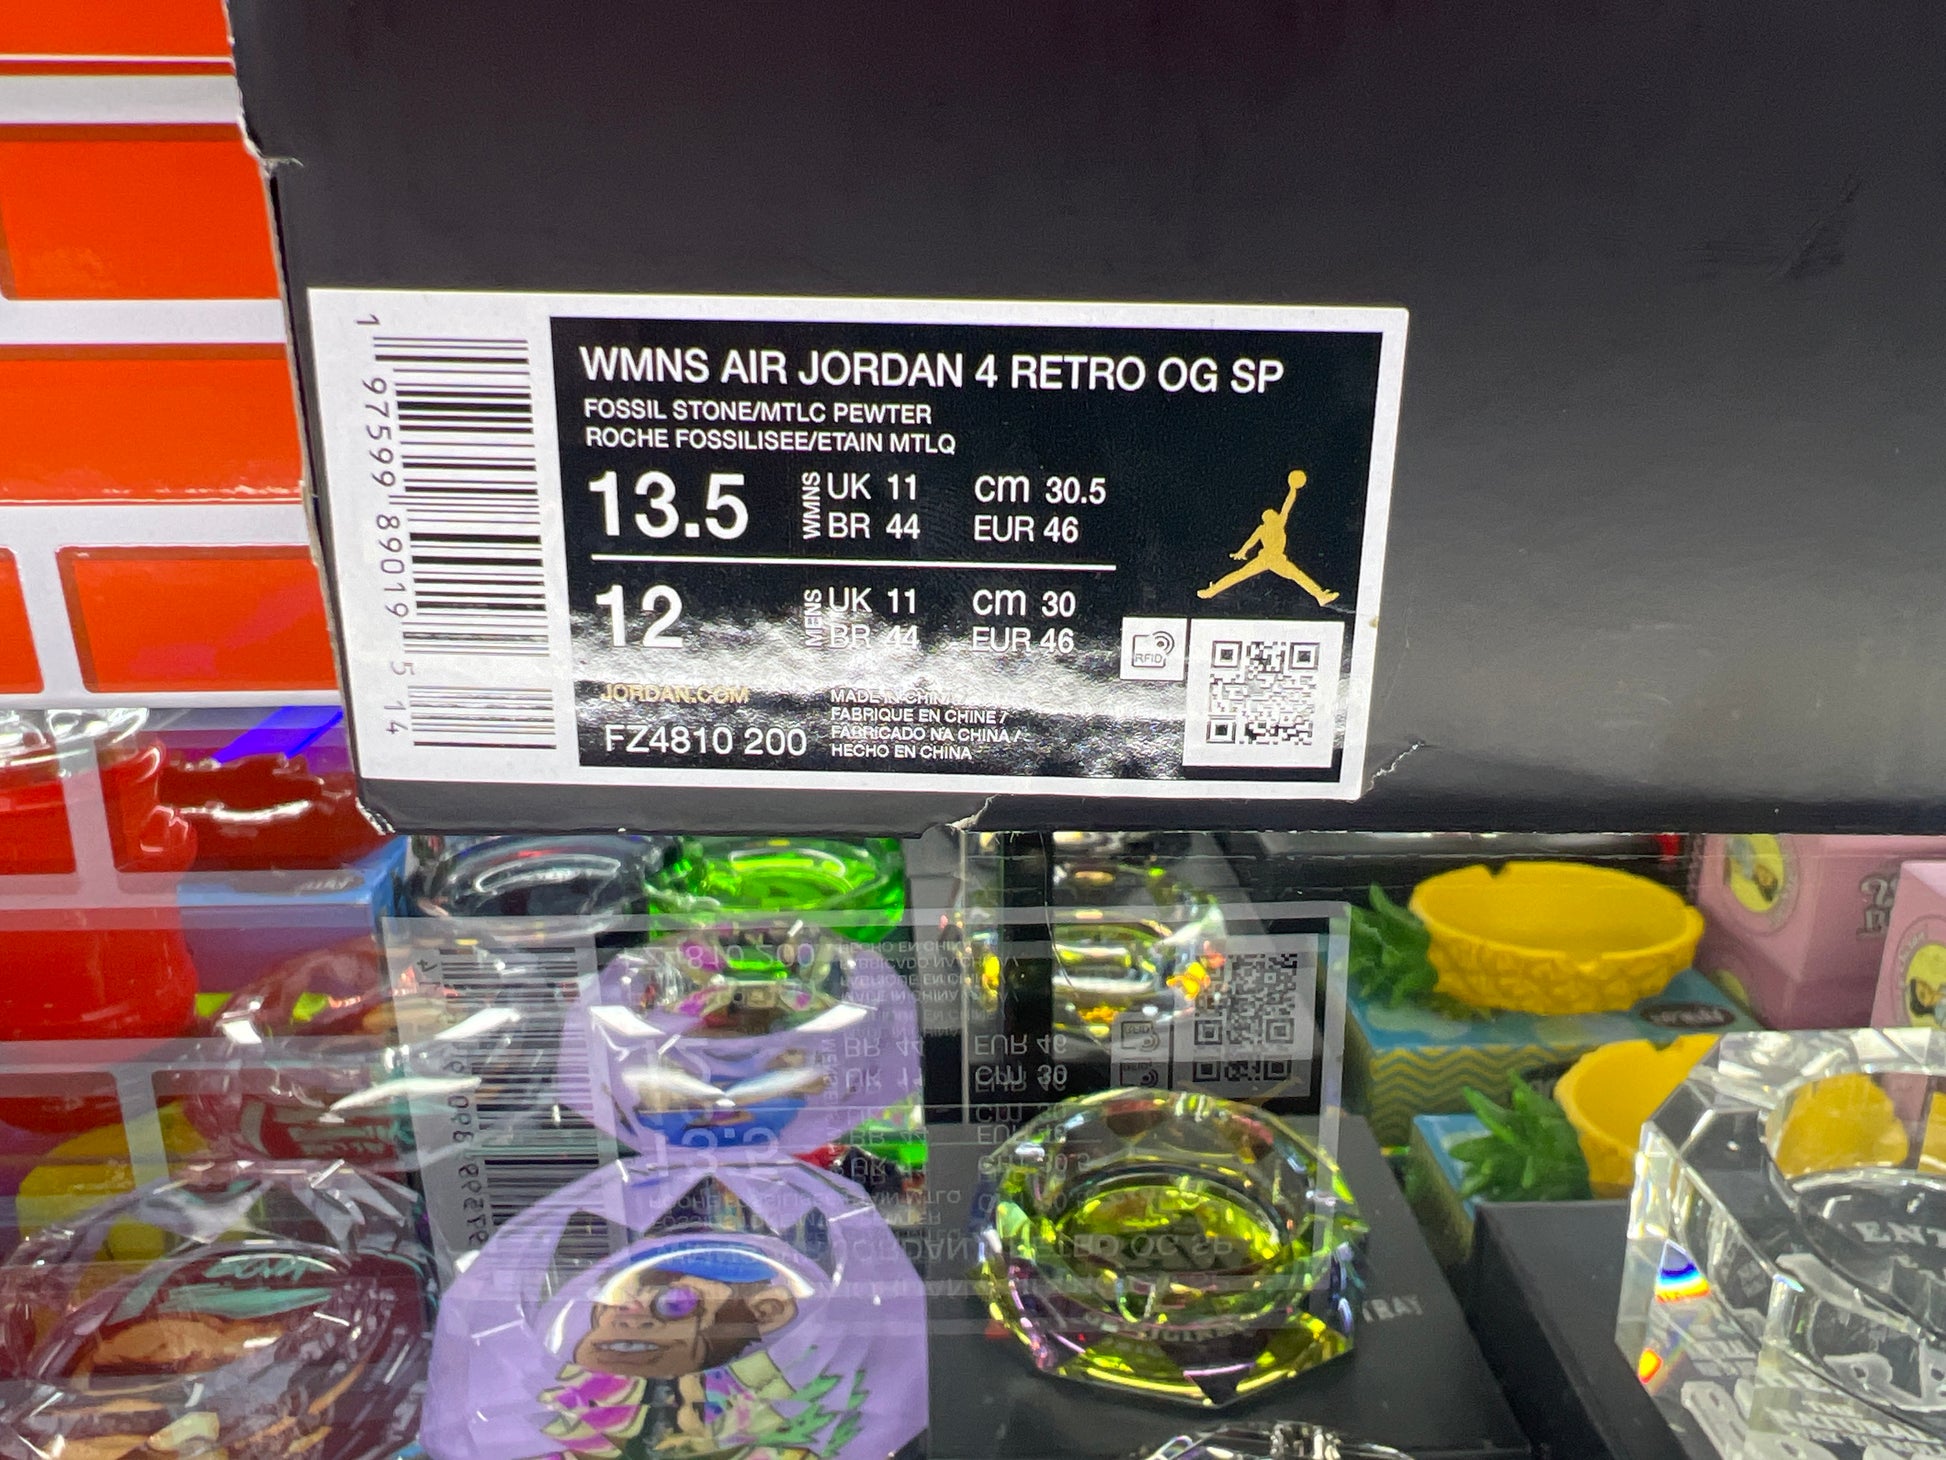 WMNS AIR JORDAN 4 RETRO OG SP
FOSSIL STONE/MTLC PEWTER
ROCHE FOSSILISEE/ETAIN MTLQ
13.5 WMNS UK 11 cm 30.5
BR 44 EUR 46
12 MENS UK 11 cm 30
BR 44 EUR 46
RFID
JORDAN.COM
FZ4810 200
MADE IN CHINA
FABRIQUE EN CHINE /
FABRICADO NA CHINA /
HECHO EN CHINA
1 97599 89019 5 14